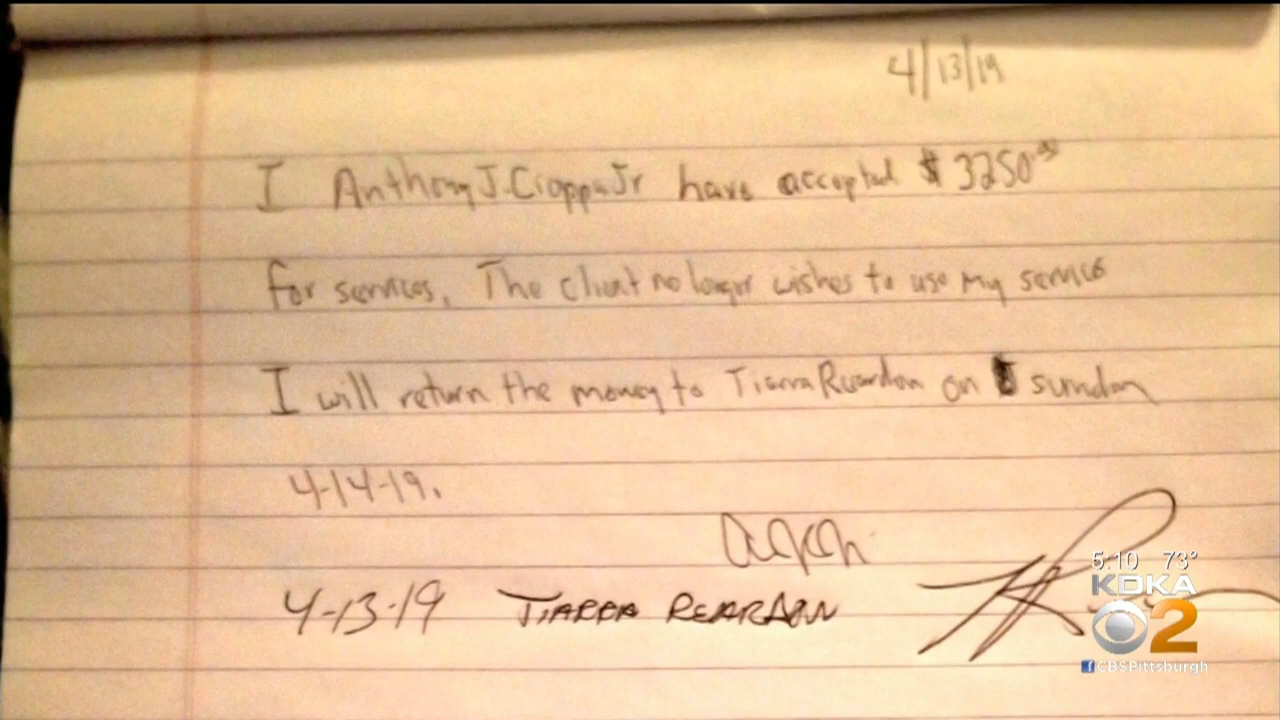 4/13/19
I Anthony J. Cioppa Jr have accepted $ 3250.00
for services. The client no longer wishes to use my services
I will return the money to Tiarra Reardon on sunday
4-14-19.
4-13-19 TIARRA REARDON
5:10 73°
KDKA
2
f CBSPittsburgh